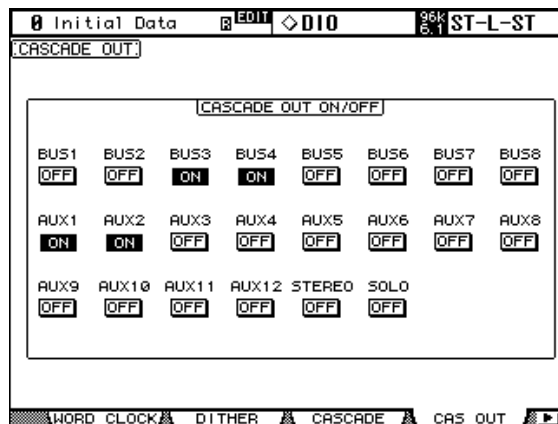 0 Initial Data EDIT DIO 96k 6.1 ST-L-ST
CASCADE OUT
CASCADE OUT ON/OFF
BUS1 BUS2 BUS3 BUS4 BUS5 BUS6 BUS7 BUS8
OFF OFF ON ON OFF OFF OFF OFF
AUX1 AUX2 AUX3 AUX4 AUX5 AUX6 AUX7 AUX8
ON ON OFF OFF OFF OFF OFF OFF
AUX9 AUX10 AUX11 AUX12 STEREO SOLO
OFF OFF OFF OFF OFF OFF
WORD CLOCK DITHER CASCADE CAS OUT